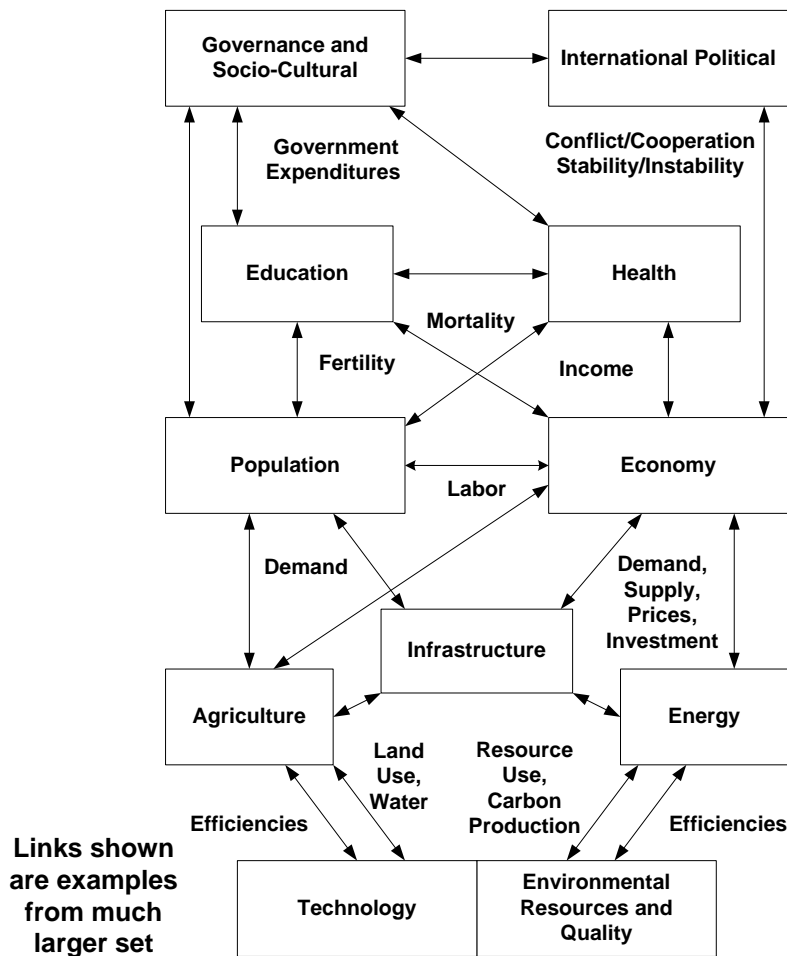 Governance and
Socio-Cultural
International Political
Government
Expenditures
Conflict/Cooperation
Stability/Instability
Education
Health
Mortality
Fertility
Income
Population
Economy
Labor
Demand
Demand,
Supply,
Prices,
Investment
Infrastructure
Agriculture
Energy
Land
Use,
Water
Resource
Use,
Carbon
Production
Efficiencies
Efficiencies
Links shown
are examples
from much
larger set
Technology
Environmental
Resources and
Quality